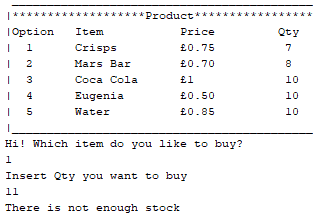 |*******************Product*****************
|Option Item Price Qty
| 1 Crisps £0.75 7
| 2 Mars Bar £0.70 8
| 3 Coca Cola £1 10
| 4 Eugenia £0.50 10
| 5 Water £0.85 10
|____________________________________________
Hi! Which item do you like to buy?
1
Insert Qty you want to buy
11
There is not enough stock